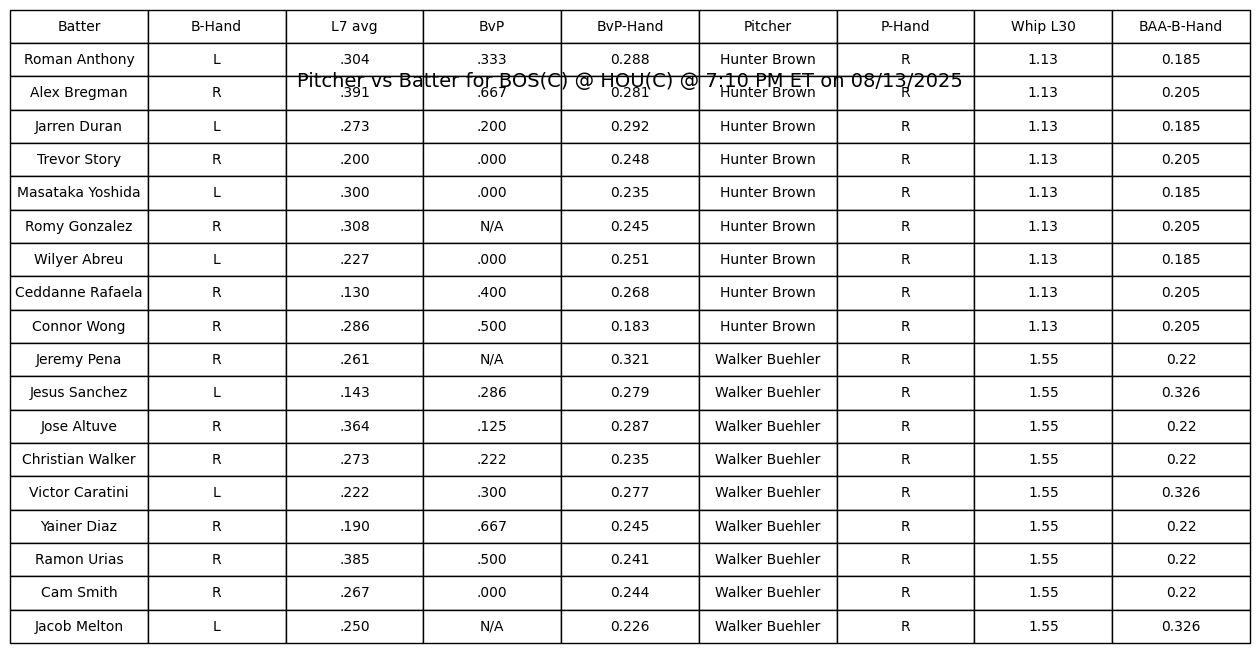 Batter B-Hand L7 avg BvP BvP-Hand Pitcher P-Hand Whip L30 BAA-B-Hand
Roman Anthony L .304 .333 0.288 Hunter Brown R 1.13 0.185
Pitcher vs Batter for BOS(C) @ HOU(C) @ 7:10 PM ET on 08/13/2025
Alex Bregman R .391 .667 0.281 Hunter Brown R 1.13 0.205
Jarren Duran L .273 .200 0.292 Hunter Brown R 1.13 0.185
Trevor Story R .200 .000 0.248 Hunter Brown R 1.13 0.205
Masataka Yoshida L .300 .000 0.235 Hunter Brown R 1.13 0.185
Romy Gonzalez R .308 N/A 0.245 Hunter Brown R 1.13 0.205
Wilyer Abreu L .227 .000 0.251 Hunter Brown R 1.13 0.185
Ceddanne Rafaela R .130 .400 0.268 Hunter Brown R 1.13 0.205
Connor Wong R .286 .500 0.183 Hunter Brown R 1.13 0.205
Jeremy Pena R .261 N/A 0.321 Walker Buehler R 1.55 0.22
Jesus Sanchez L .143 .286 0.279 Walker Buehler R 1.55 0.326
Jose Altuve R .364 .125 0.287 Walker Buehler R 1.55 0.22
Christian Walker R .273 .222 0.235 Walker Buehler R 1.55 0.22
Victor Caratini L .222 .300 0.277 Walker Buehler R 1.55 0.326
Yainer Diaz R .190 .667 0.245 Walker Buehler R 1.55 0.22
Ramon Urias R .385 .500 0.241 Walker Buehler R 1.55 0.22
Cam Smith R .267 .000 0.244 Walker Buehler R 1.55 0.22
Jacob Melton L .250 N/A 0.226 Walker Buehler R 1.55 0.326